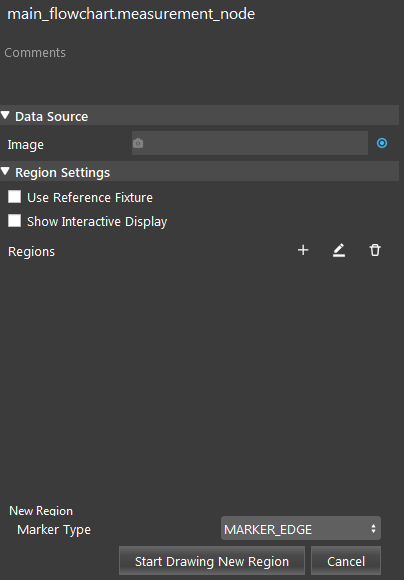 main_flowchart.measurement_node
Comments
Data Source
Image
Region Settings
Use Reference Fixture
Show Interactive Display
Regions
New Region
Marker Type MARKER_EDGE
Start Drawing New Region Cancel